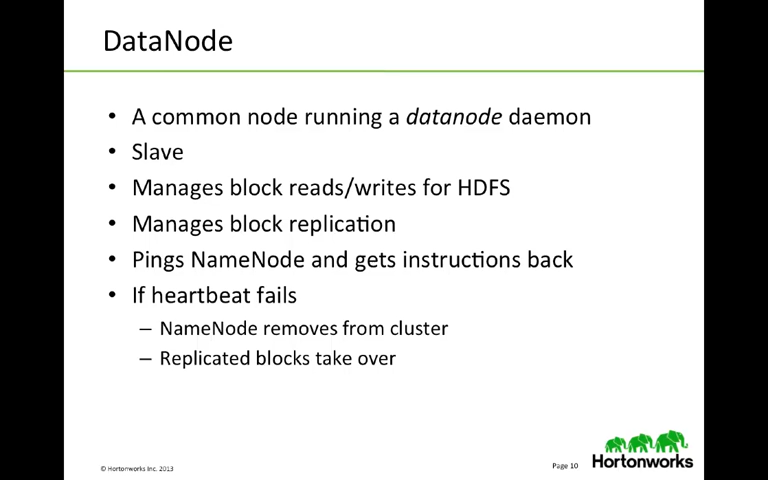 DataNode
• A common node running a datanode daemon
• Slave
• Manages block reads/writes for HDFS
• Manages block replication
• Pings NameNode and gets instructions back
• If heartbeat fails
– NameNode removes from cluster
– Replicated blocks take over
© Hortonworks Inc. 2013
Page 10
Hortonworks